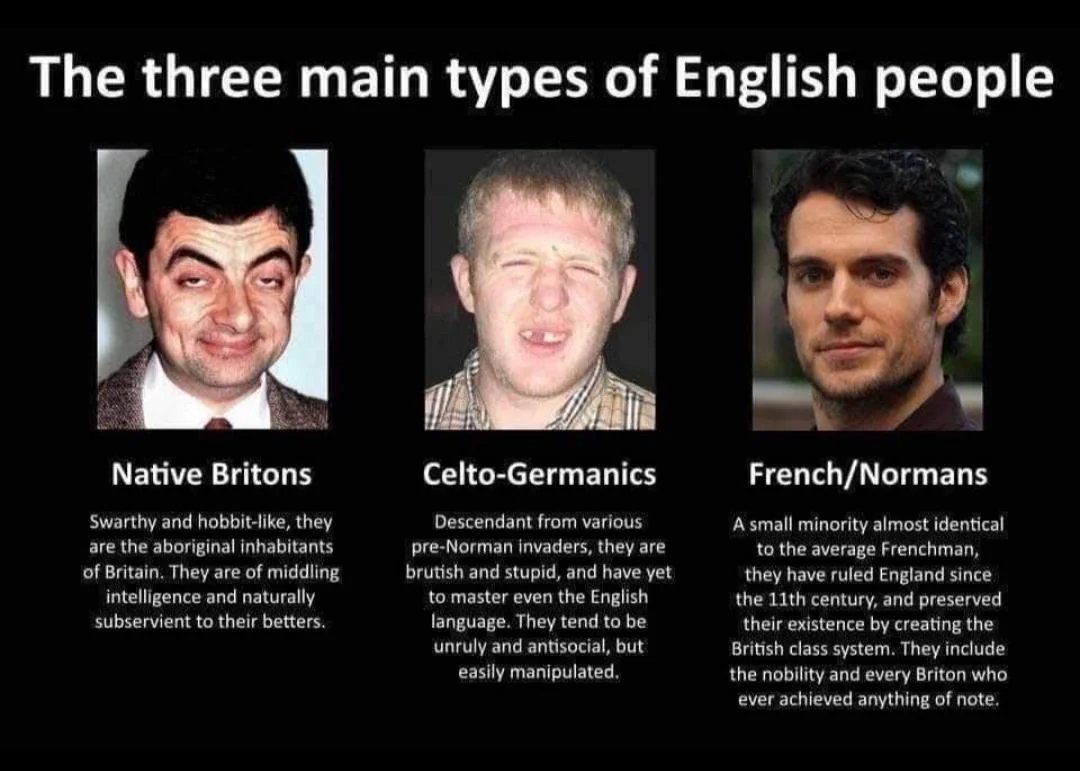 The three main types of English people
Native Britons
Swarthy and hobbit-like, they
are the aboriginal inhabitants
of Britain. They are of middling
intelligence and naturally
subservient to their betters.
Celto-Germanics
Descendant from various
pre-Norman invaders, they are
brutish and stupid, and have yet
to master even the English
language. They tend to be
unruly and antisocial, but
easily manipulated.
French/Normans
A small minority almost identical
to the average Frenchman,
they have ruled England since
the 11th century, and preserved
their existence by creating the
British class system. They include
the nobility and every Briton who
ever achieved anything of note.